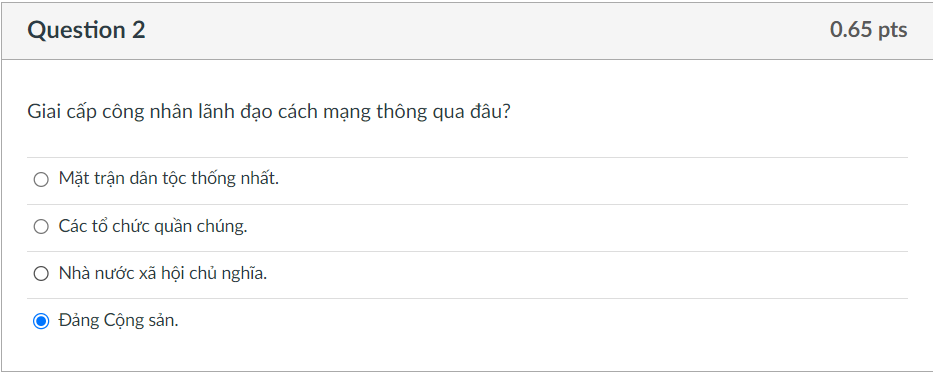 Question 2
0.65 pts
Giai cấp công nhân lãnh đạo cách mạng thông qua đâu?
Mặt trận dân tộc thống nhất.
Các tổ chức quần chúng.
Nhà nước xã hội chủ nghĩa.
Đảng Cộng sản.